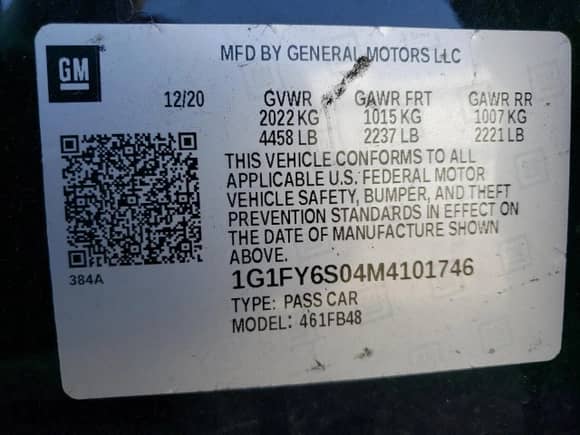 GM
MFD BY GENERAL MOTORS LLC
12/20 GVWR GAWR FRT GAWR RR
2022 KG 1015 KG 1007 KG
4458 LB 2237 LB 2221 LB
THIS VEHICLE CONFORMS TO ALL
APPLICABLE U.S. FEDERAL MOTOR
VEHICLE SAFETY, BUMPER, AND THEFT
PREVENTION STANDARDS IN EFFECT ON
THE DATE OF MANUFACTURE SHOWN
ABOVE.
384A
1G1FY6S04M4101746
TYPE: PASS CAR
MODEL: 461FB48